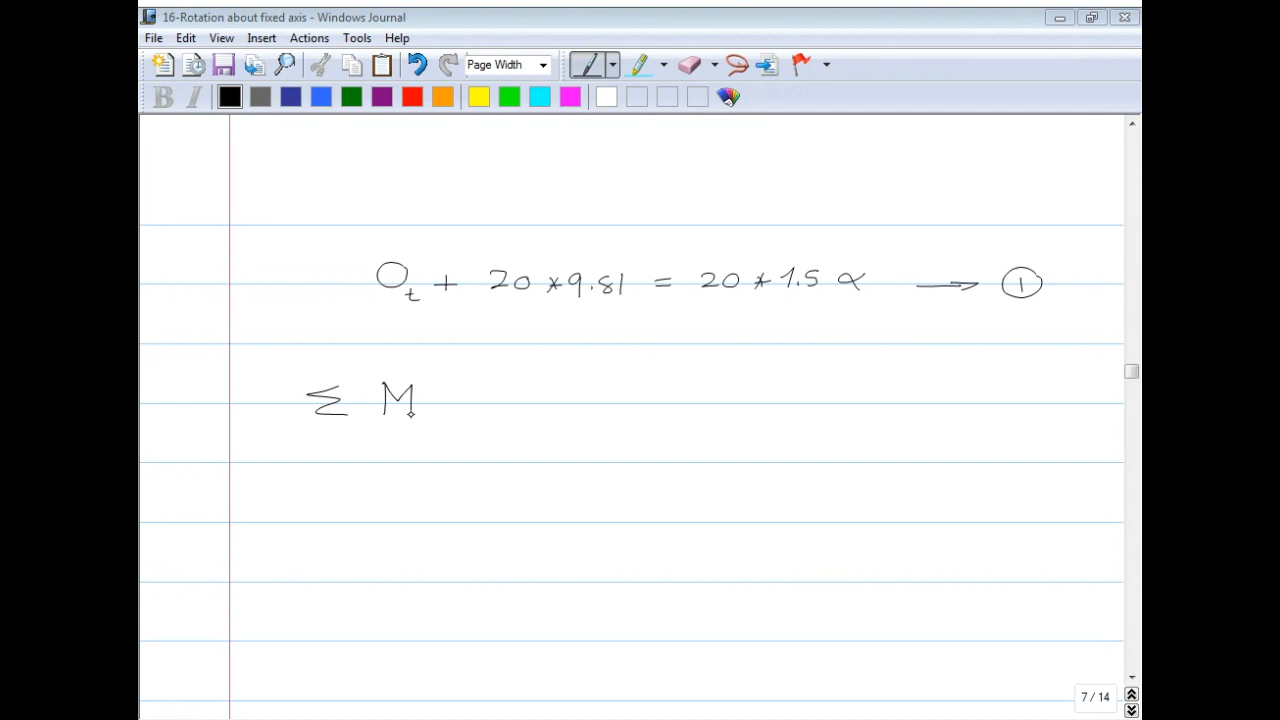 16-Rotation about fixed axis - Windows Journal
File Edit View Insert Actions Tools Help
Page Width
B I
Oₜ + 20 * 9.81 = 20 * 1.5 α → ①
Σ M
7 / 14